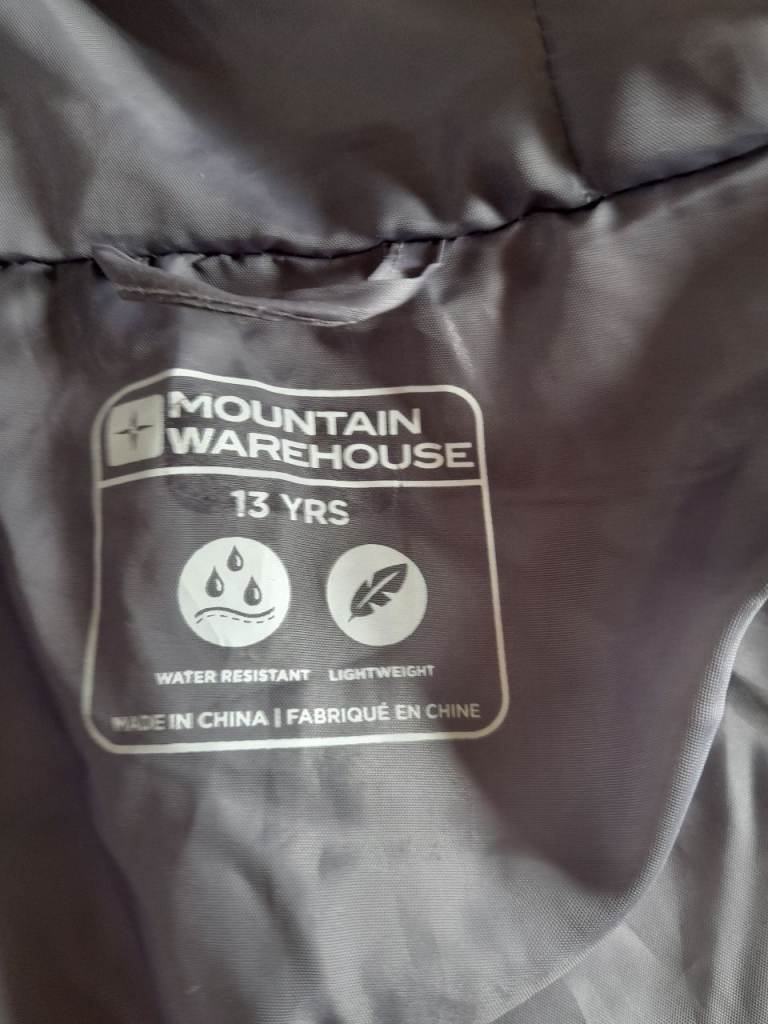 MOUNTAIN
WAREHOUSE
13 YRS
WATER RESISTANT LIGHTWEIGHT
MADE IN CHINA | FABRIQUÉ EN CHINE